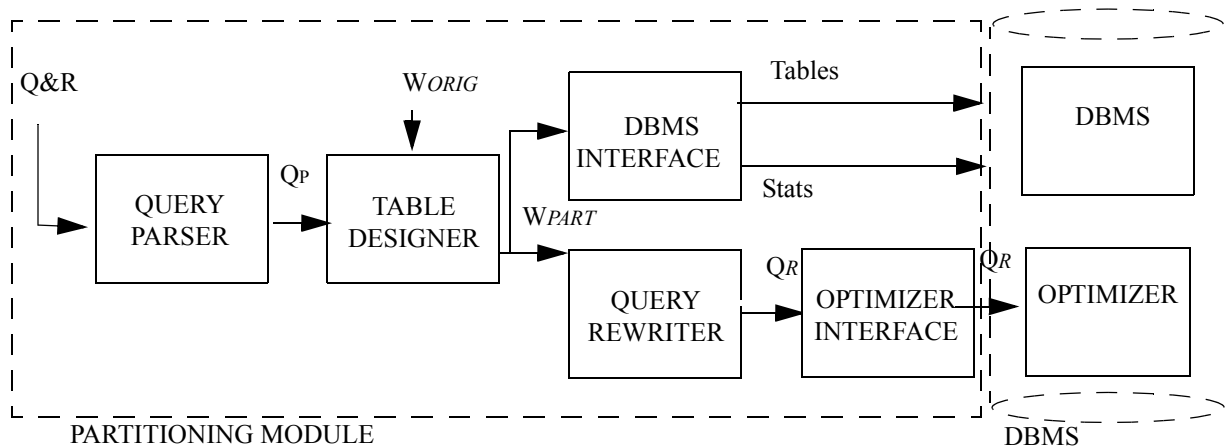 Q&R
WORIG
Tables
DBMS
INTERFACE
DBMS
QP
QUERY
PARSER
TABLE
DESIGNER
Stats
WPART
QR
QR
QUERY
REWRITER
OPTIMIZER
INTERFACE
OPTIMIZER
PARTITIONING MODULE
DBMS